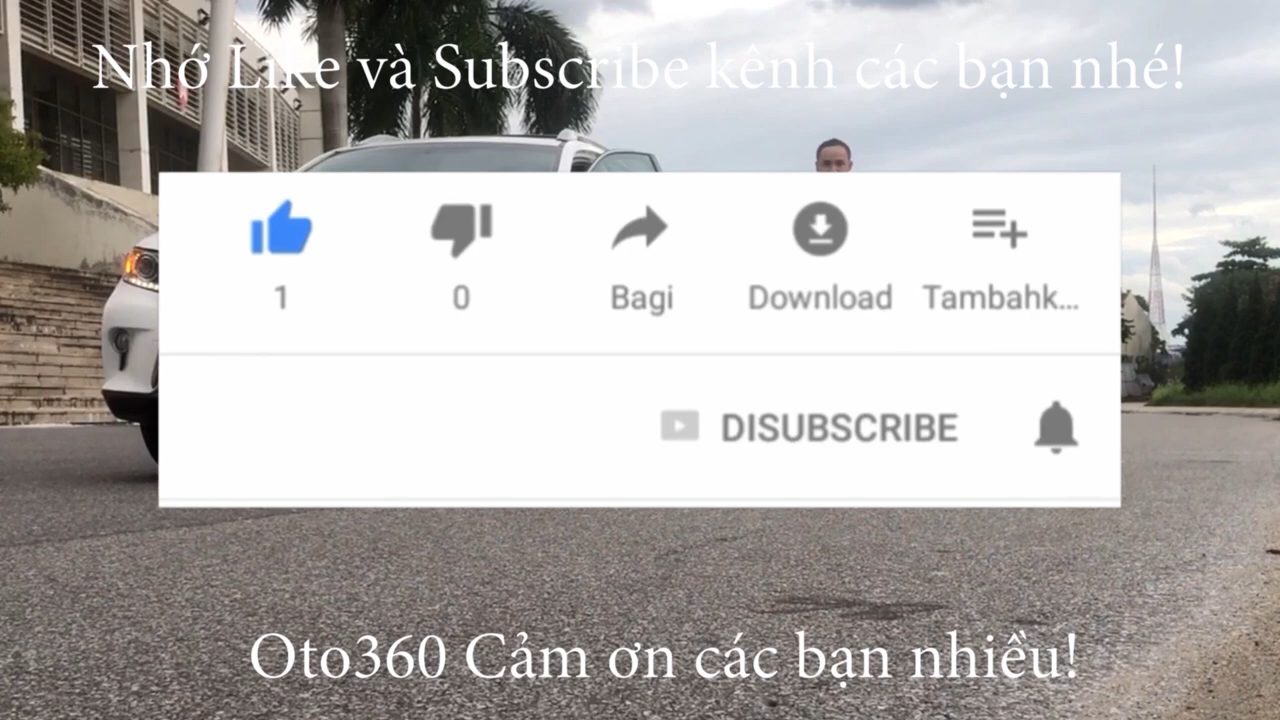 Nhớ Like và Subscribe kênh các bạn nhé!
1 0 Bagi Download Tambahk...
DISUBSCRIBE
Oto360 Cảm ơn các bạn nhiều!